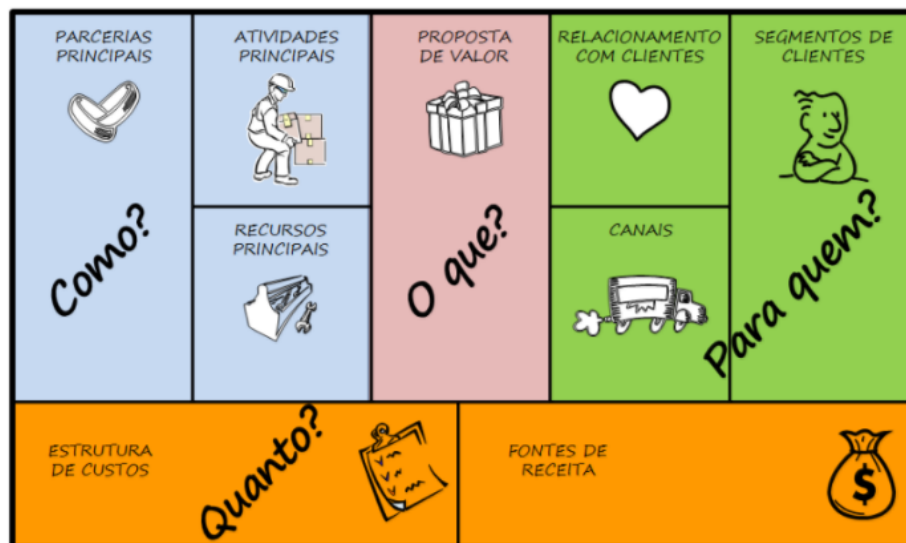 PARCERIAS
PRINCIPAIS
Como?
ATIVIDADES
PRINCIPAIS
RECURSOS
PRINCIPAIS
PROPOSTA
DE VALOR
O que?
RELACIONAMENTO
COM CLIENTES
CANAIS
SEGMENTOS DE
CLIENTES
Para quem?
ESTRUTURA
DE CUSTOS
Quanto?
FONTES DE
RECEITA
$